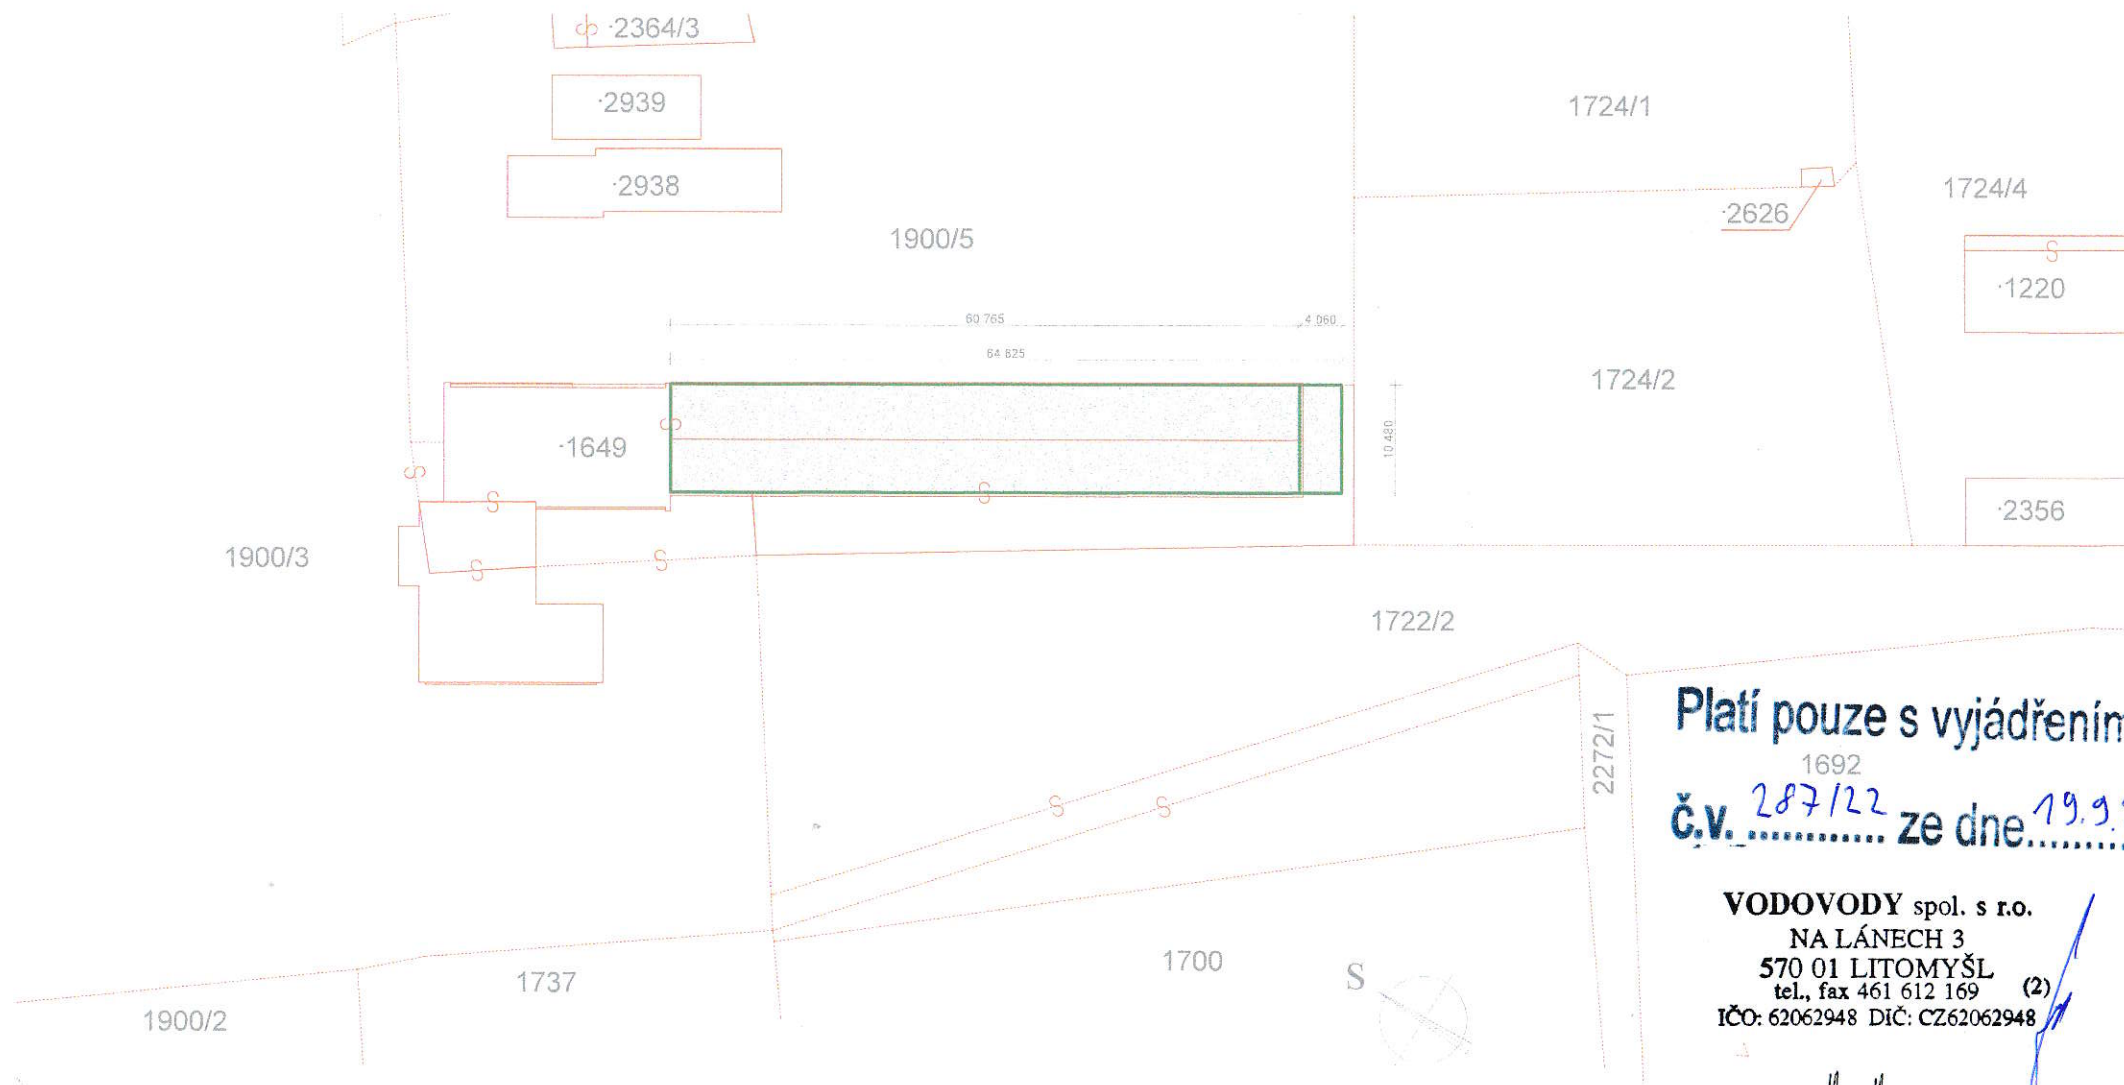 ·2364/3
·2939
·2938
1900/5
1724/1
1724/4
·2626
·1220
60 765
4 060
64 825
10 480
1724/2
·1649
·2356
1900/3
1722/2
2272/1
Platí pouze s vyjádřením
1692
č.v. 287/22 ze dne 19.9.
VODOVODY spol. s r.o.
NA LÁNECH 3
570 01 LITOMYŠL
tel., fax 461 612 169 (2)
IČO: 62062948 DIČ: CZ62062948
1700
S
1737
1900/2